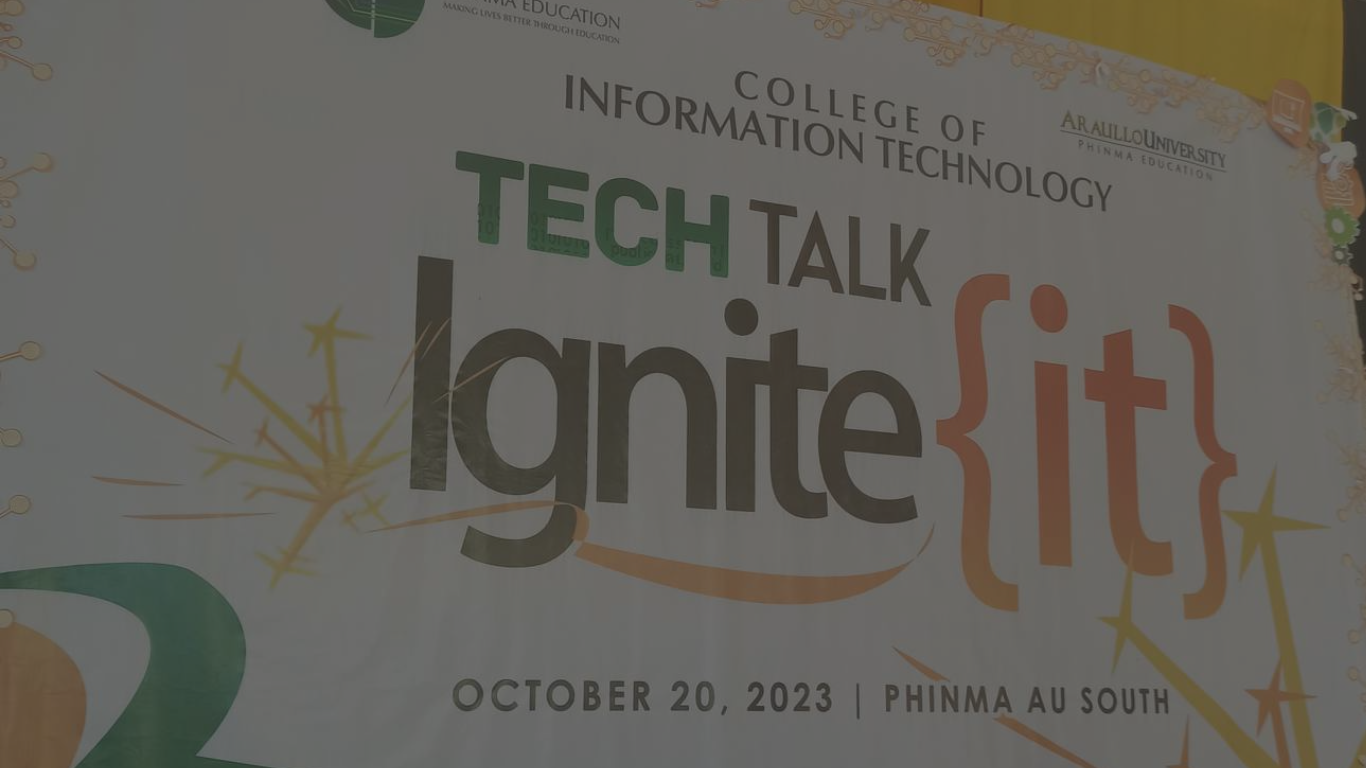 EDUCATION
MAKING LIVES BETTER THROUGH EDUCATION
COLLEGE OF
INFORMATION TECHNOLOGY
ARAULLO UNIVERSITY
PHINMA EDUCATION
TECH TALK
Ignite {it}
OCTOBER 20, 2023 | PHINMA AU SOUTH